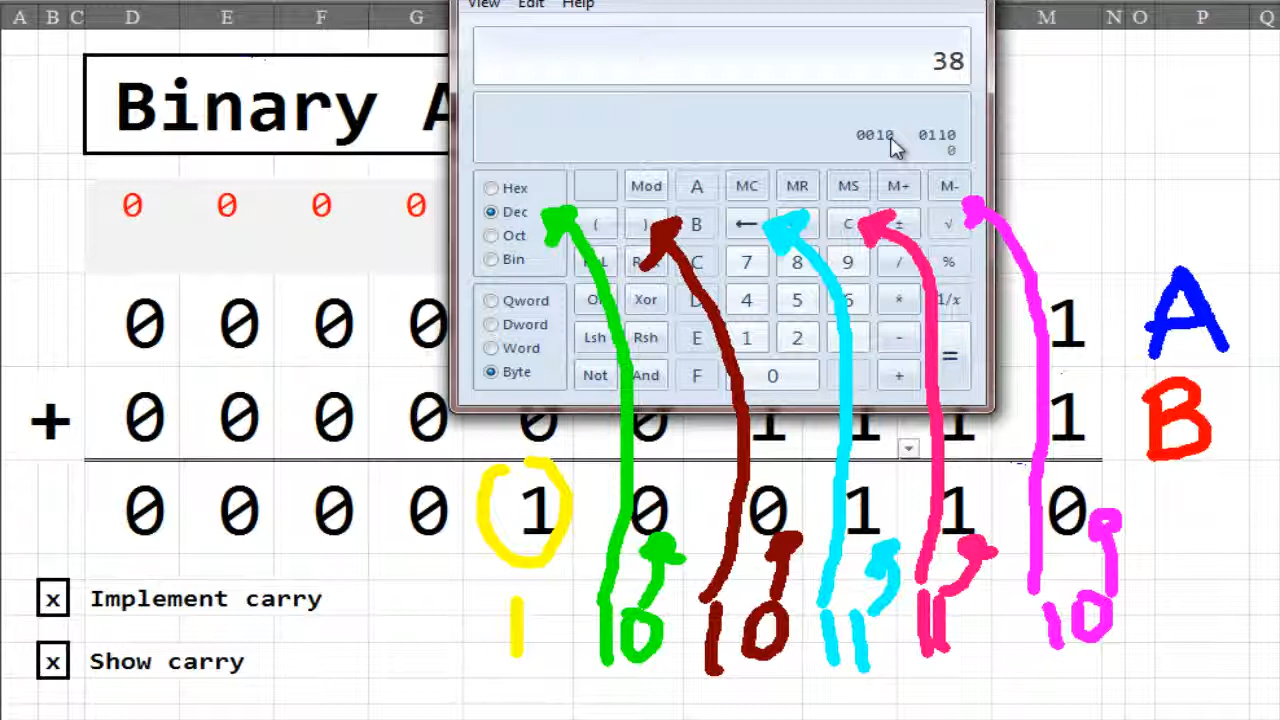 A B C D E F G M N O P Q
View Edit Help
38
Binary A
0010 0110
0
Mod A MC MR MS M+ M-
Hex
0 0 0 0
Dec
( ) B ← C ± √
Oct
Bin
C 7 8 9 / %
Qword
Or Xor D 4 5 6 * 1/x
Dword
0 0 0 0 1 A
Lsh Rsh E 1 2 - =
Word
Byte
Not And F 0 +
+ 0 0 0 0 0 0 1 1 1 1 B
0 0 0 0 1 0 0 1 1 0
x Implement carry
1 10 10 11 11 10
x Show carry